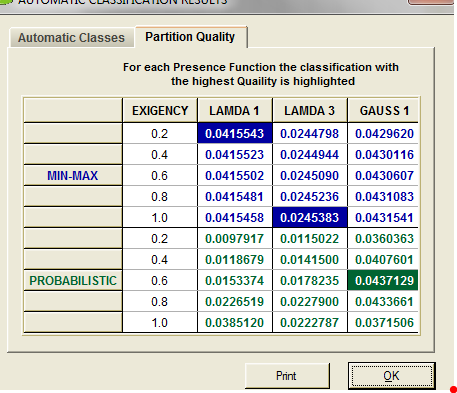 AUTOMATIC CLASSIFICATION RESULTS
Automatic Classes Partition Quality
For each Presence Function the classification with
the highest Quaility is highlighted
EXIGENCY LAMDA 1 LAMDA 3 GAUSS 1
0.2 0.0415543 0.0244798 0.0429620
0.4 0.0415523 0.0244944 0.0430116
MIN-MAX 0.6 0.0415502 0.0245090 0.0430607
0.8 0.0415481 0.0245236 0.0431083
1.0 0.0415458 0.0245383 0.0431541
0.2 0.0097917 0.0115022 0.0360363
0.4 0.0118679 0.0141500 0.0407601
PROBABILISTIC 0.6 0.0153374 0.0178235 0.0437129
0.8 0.0226519 0.0227900 0.0433661
1.0 0.0385120 0.0222787 0.0371506
Print OK